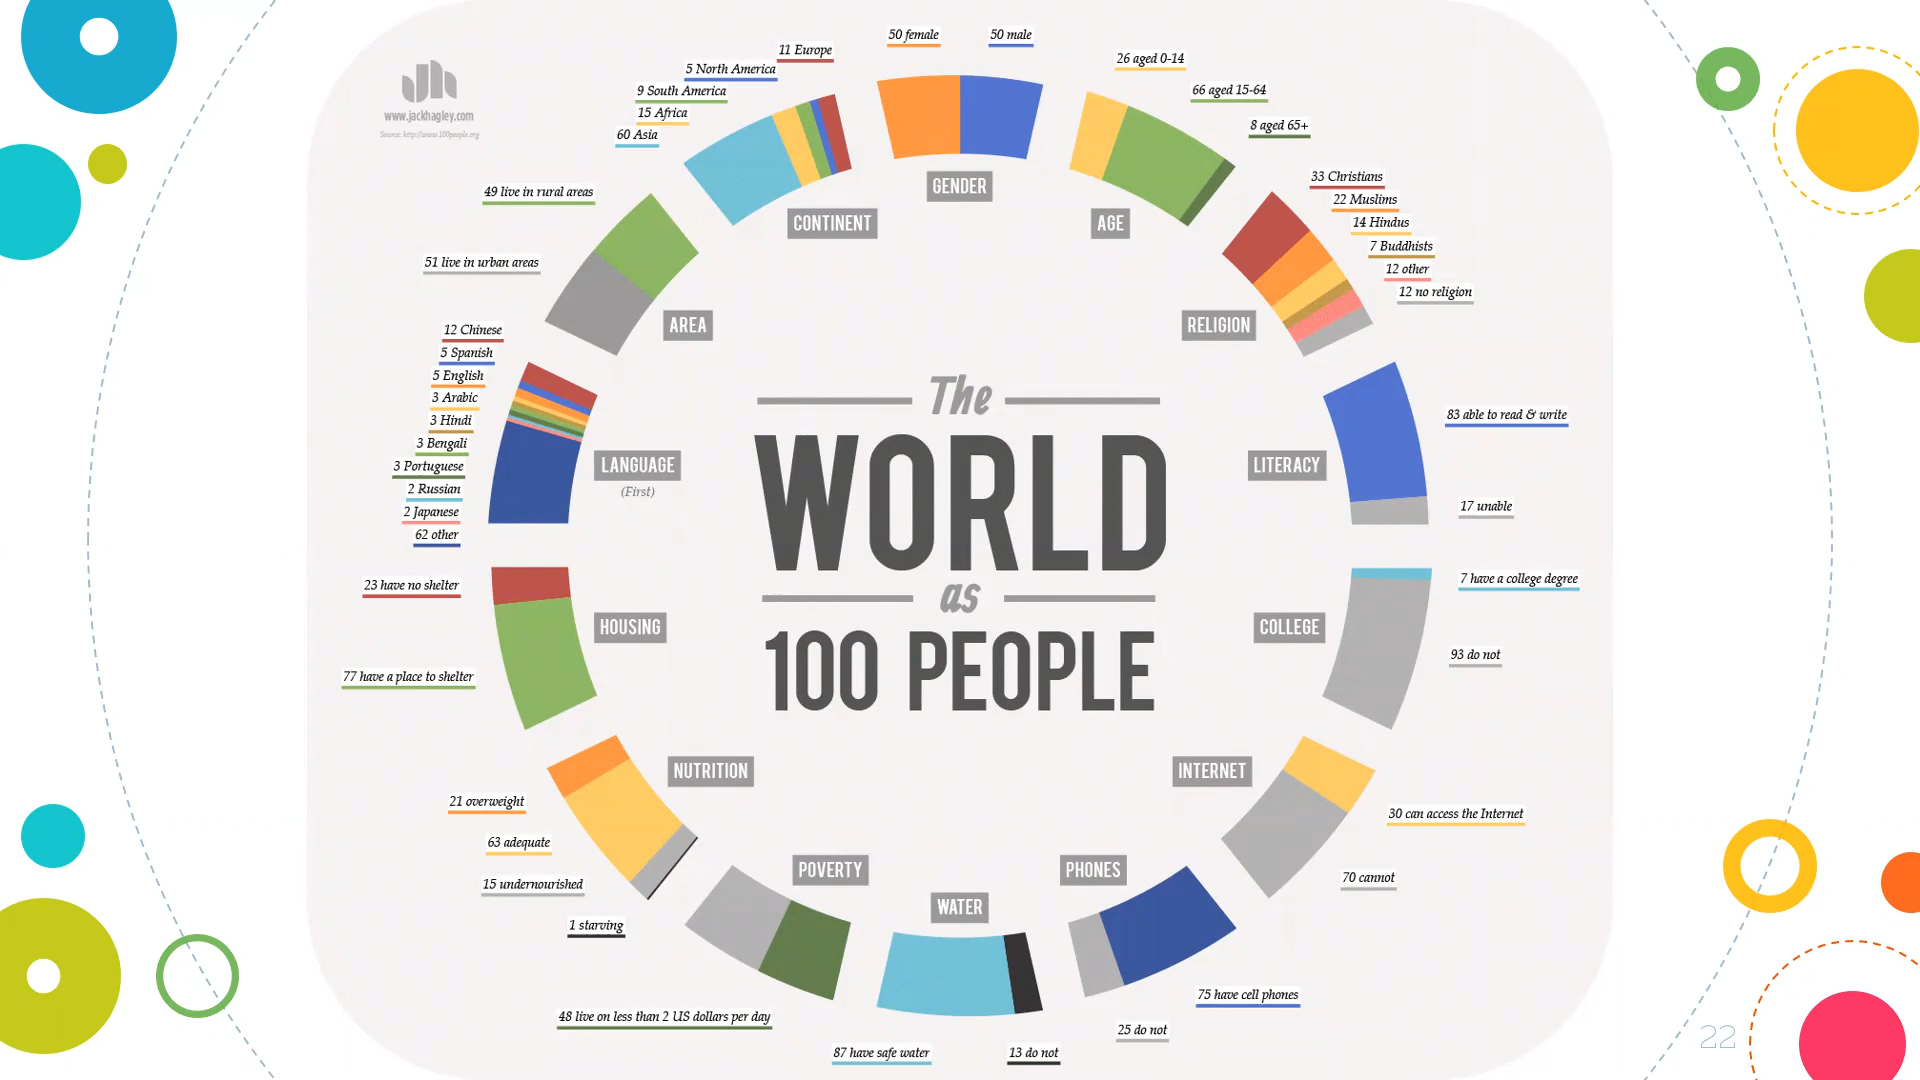 www.jackhagley.com
Source: http://www.100people.org
The
WORLD
as
100 PEOPLE
GENDER
50 female
50 male
AGE
26 aged 0-14
66 aged 15-64
8 aged 65+
RELIGION
33 Christians
22 Muslims
14 Hindus
7 Buddhists
12 other
12 no religion
LITERACY
83 able to read & write
17 unable
COLLEGE
7 have a college degree
93 do not
INTERNET
30 can access the Internet
70 cannot
PHONES
75 have cell phones
25 do not
WATER
87 have safe water
13 do not
POVERTY
48 live on less than 2 US dollars per day
NUTRITION
21 overweight
63 adequate
15 undernourished
1 starving
HOUSING
23 have no shelter
77 have a place to shelter
LANGUAGE
(First)
12 Chinese
5 Spanish
5 English
3 Arabic
3 Hindi
3 Bengali
3 Portuguese
2 Russian
2 Japanese
62 other
AREA
49 live in rural areas
51 live in urban areas
CONTINENT
11 Europe
5 North America
9 South America
15 Africa
60 Asia
22